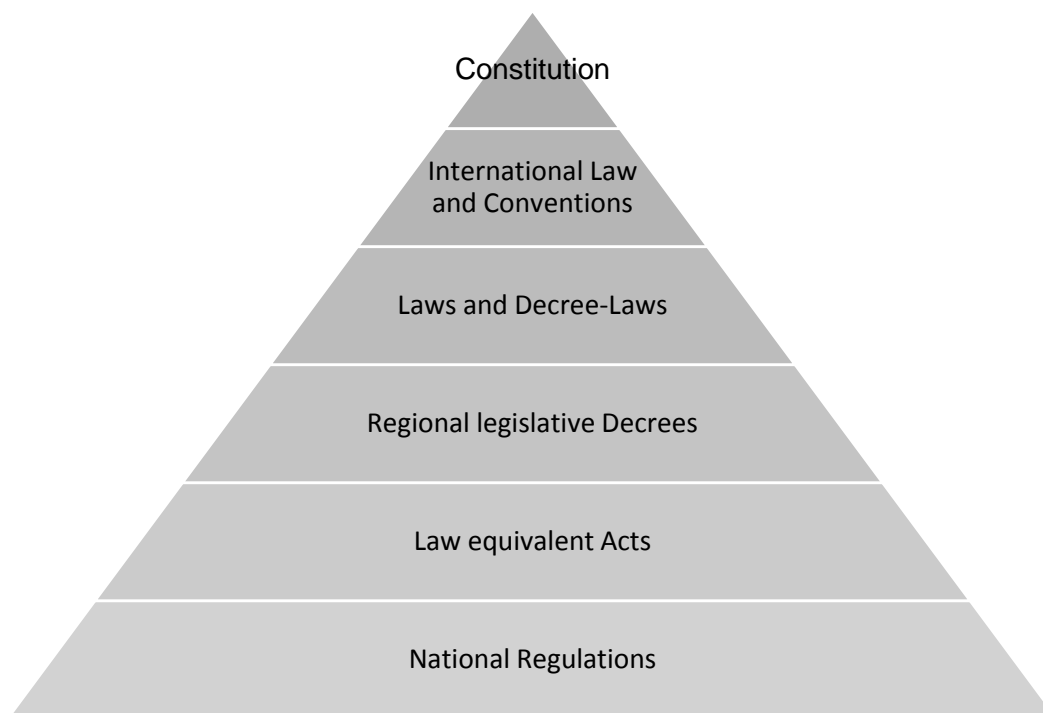 Constitution
International Law
and Conventions
Laws and Decree-Laws
Regional legislative Decrees
Law equivalent Acts
National Regulations